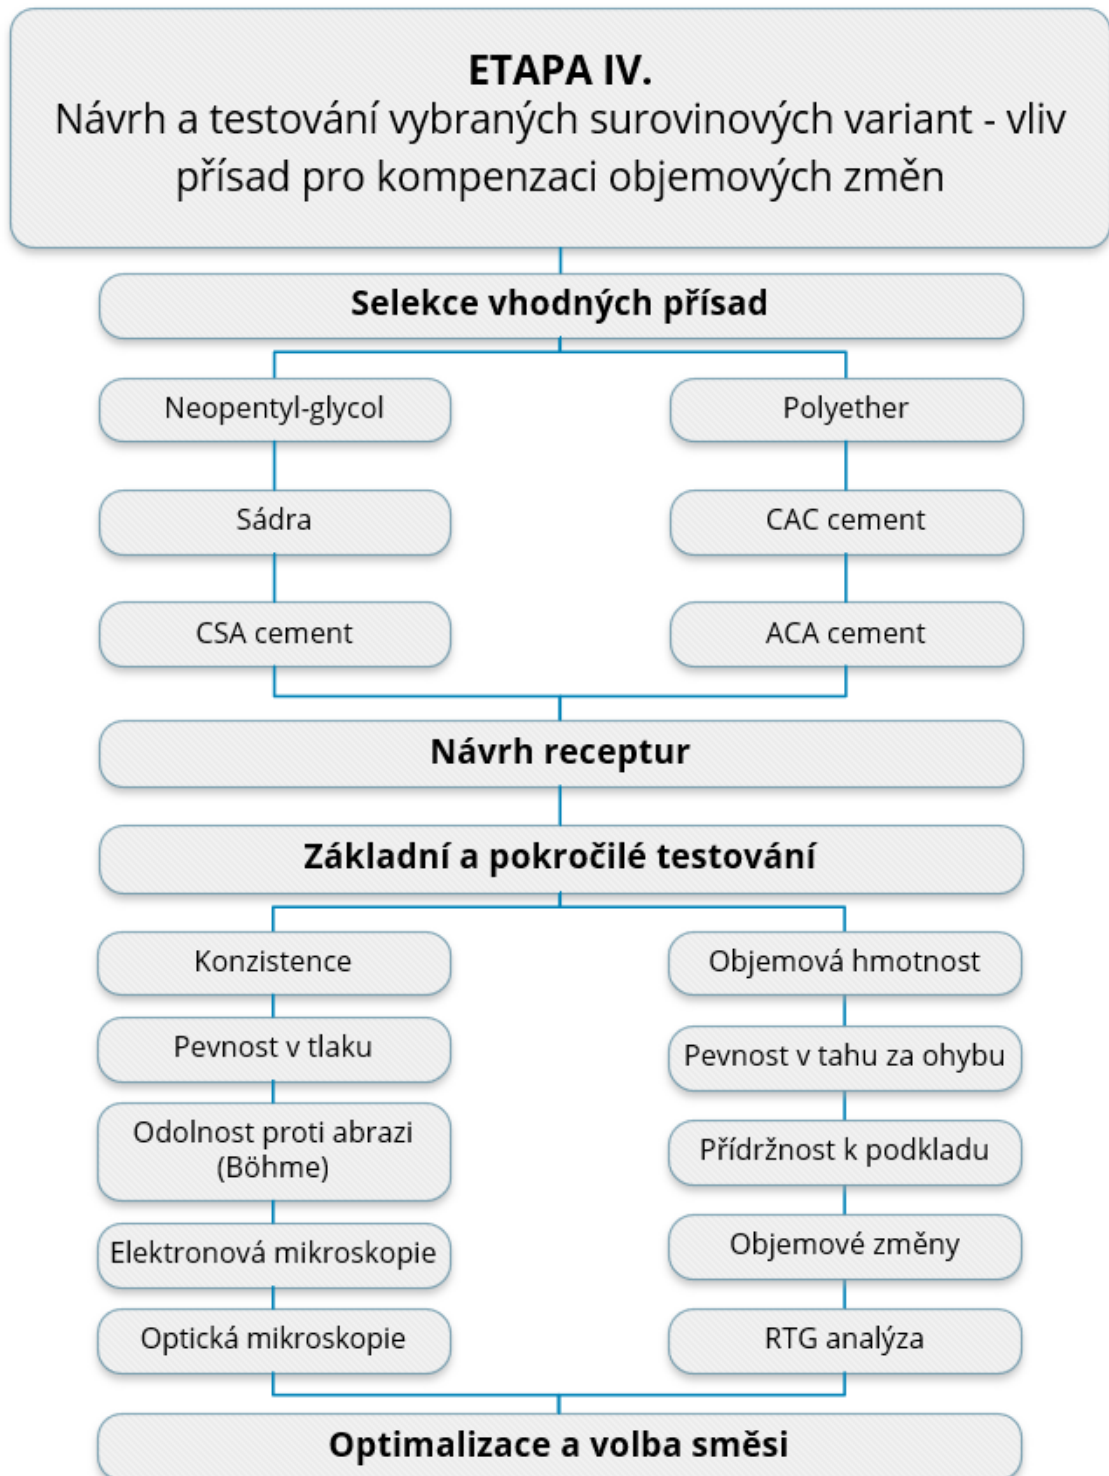 ETAPA IV.
Návrh a testování vybraných surovinových variant - vliv
přísad pro kompenzaci objemových změn
Selekce vhodných přísad
Neopentyl-glycol
Polyether
Sádra
CAC cement
CSA cement
ACA cement
Návrh receptur
Základní a pokročilé testování
Konzistence
Objemová hmotnost
Pevnost v tlaku
Pevnost v tahu za ohybu
Odolnost proti abrazi
(Böhme)
Přídržnost k podkladu
Elektronová mikroskopie
Objemové změny
Optická mikroskopie
RTG analýza
Optimalizace a volba směsi